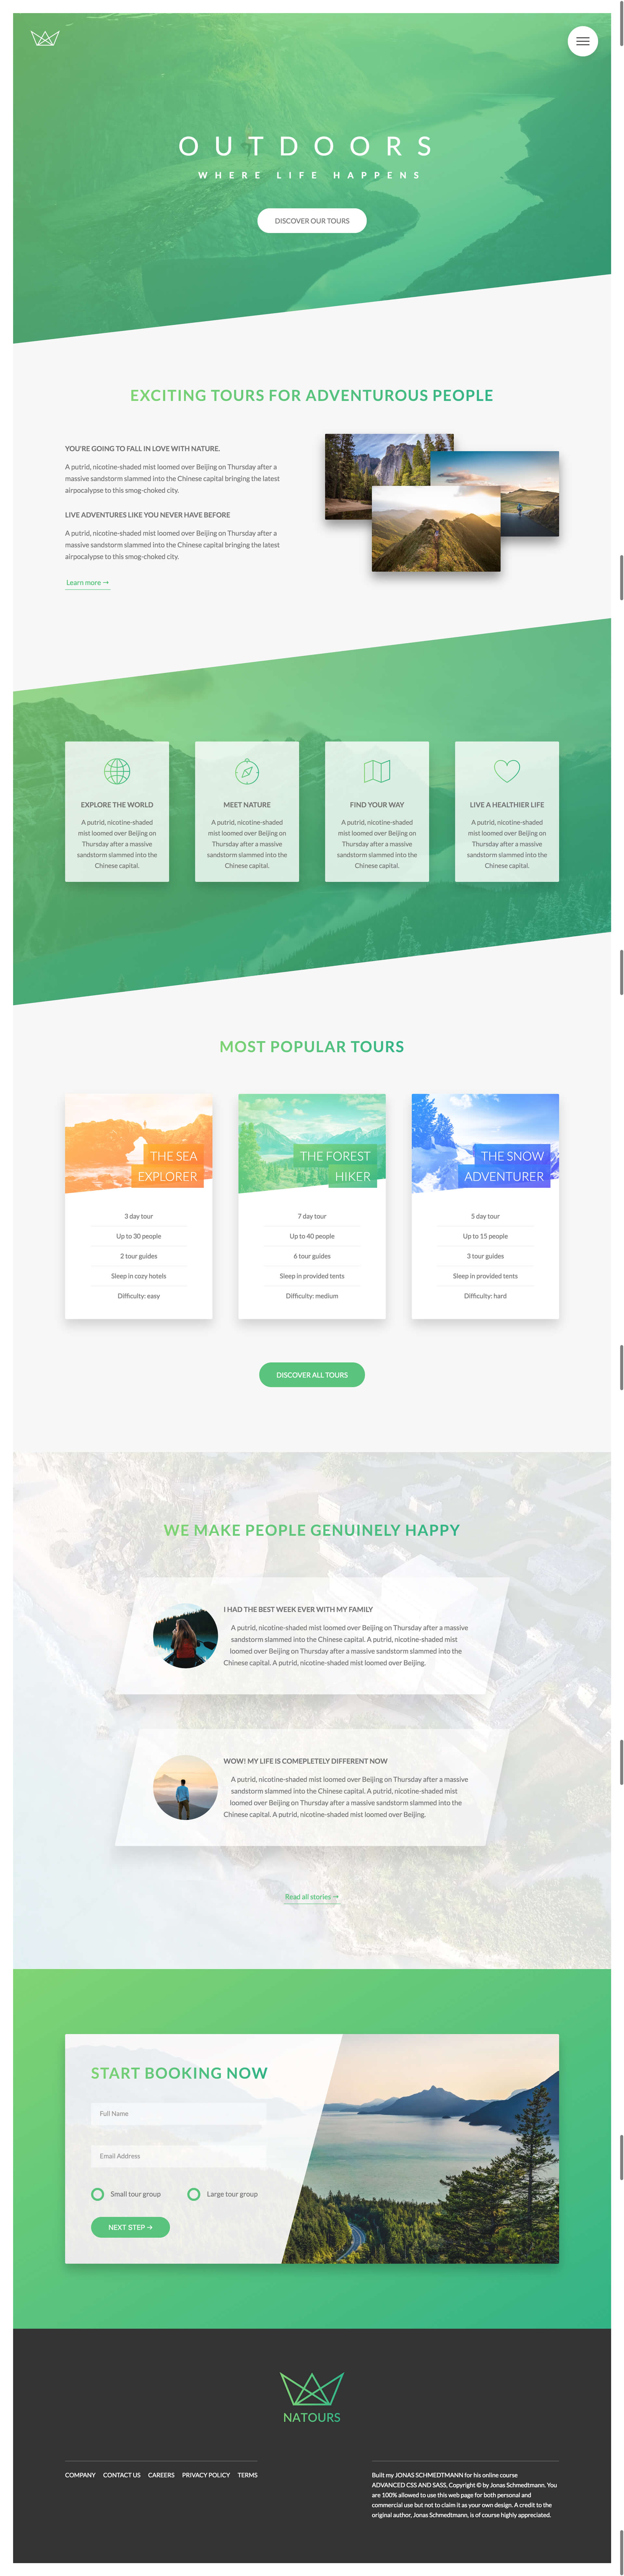 OUTDOORS
WHERE LIFE HAPPENS
DISCOVER OUR TOURS
EXCITING TOURS FOR ADVENTUROUS PEOPLE
YOU'RE GOING TO FALL IN LOVE WITH NATURE.
A putrid, nicotine-shaded mist loomed over Beijing on Thursday after a
massive sandstorm slammed into the Chinese capital bringing the latest
airpocalypse to this smog-choked city.
LIVE ADVENTURES LIKE YOU NEVER HAVE BEFORE
A putrid, nicotine-shaded mist loomed over Beijing on Thursday after a
massive sandstorm slammed into the Chinese capital bringing the latest
airpocalypse to this smog-choked city.
Learn more →
EXPLORE THE WORLD
A putrid, nicotine-shaded
mist loomed over Beijing on
Thursday after a massive
sandstorm slammed into the
Chinese capital.
MEET NATURE
A putrid, nicotine-shaded
mist loomed over Beijing on
Thursday after a massive
sandstorm slammed into the
Chinese capital.
FIND YOUR WAY
A putrid, nicotine-shaded
mist loomed over Beijing on
Thursday after a massive
sandstorm slammed into the
Chinese capital.
LIVE A HEALTHIER LIFE
A putrid, nicotine-shaded
mist loomed over Beijing on
Thursday after a massive
sandstorm slammed into the
Chinese capital.
MOST POPULAR TOURS
THE SEA
EXPLORER
3 day tour
Up to 30 people
2 tour guides
Sleep in cozy hotels
Difficulty: easy
THE FOREST
HIKER
7 day tour
Up to 40 people
6 tour guides
Sleep in provided tents
Difficulty: medium
THE SNOW
ADVENTURER
5 day tour
Up to 15 people
3 tour guides
Sleep in provided tents
Difficulty: hard
DISCOVER ALL TOURS
WE MAKE PEOPLE GENUINELY HAPPY
I HAD THE BEST WEEK EVER WITH MY FAMILY
A putrid, nicotine-shaded mist loomed over Beijing on Thursday after a massive
sandstorm slammed into the Chinese capital. A putrid, nicotine-shaded mist
loomed over Beijing on Thursday after a massive sandstorm slammed into the
Chinese capital. A putrid, nicotine-shaded mist loomed over Beijing.
WOW! MY LIFE IS COMEPLETELY DIFFERENT NOW
A putrid, nicotine-shaded mist loomed over Beijing on Thursday after a massive
sandstorm slammed into the Chinese capital. A putrid, nicotine-shaded mist
loomed over Beijing on Thursday after a massive sandstorm slammed into the
Chinese capital. A putrid, nicotine-shaded mist loomed over Beijing.
Read all stories →
START BOOKING NOW
Full Name
Email Address
Small tour group
Large tour group
NEXT STEP →
NATOURS
COMPANY CONTACT US CAREERS PRIVACY POLICY TERMS
Built my JONAS SCHMEDTMANN for his online course
ADVANCED CSS AND SASS, Copyright © by Jonas Schmedtmann. You
are 100% allowed to use this web page for both personal and
commercial use but not to claim it as your own design. A credit to the
original author, Jonas Schmedtmann, is of course highly appreciated.